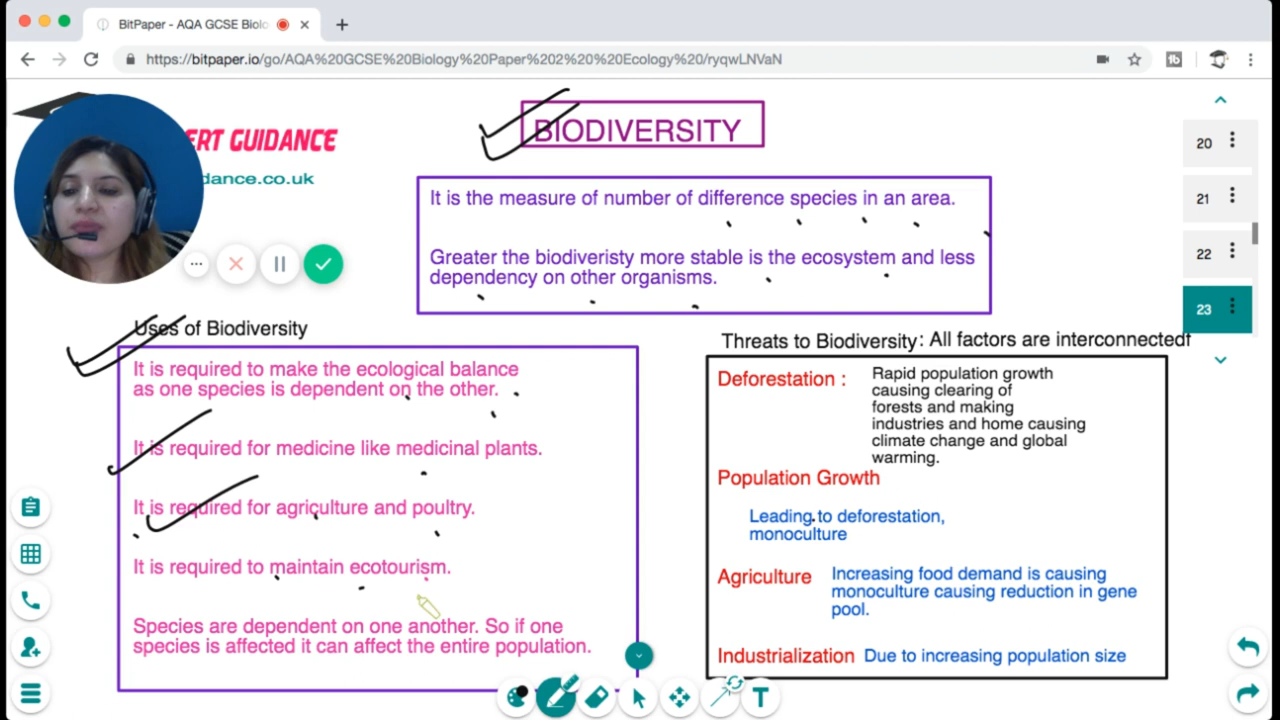 BitPaper - AQA GCSE Biolo
https://bitpaper.io/go/AQA%20GCSE%20Biology%20Paper%202%20%20Ecology%20/ryqwLNVaN
ERT GUIDANCE
dance.co.uk
BIODIVERSITY
It is the measure of number of difference species in an area.
Greater the biodiveristy more stable is the ecosystem and less
dependency on other organisms.
Uses of Biodiversity
It is required to make the ecological balance
as one species is dependent on the other.
It is required for medicine like medicinal plants.
It is required for agriculture and poultry.
It is required to maintain ecotourism.
Species are dependent on one another. So if one
species is affected it can affect the entire population.
Threats to Biodiversity: All factors are interconnectedf
Deforestation :
Rapid population growth
causing clearing of
forests and making
industries and home causing
climate change and global
warming.
Population Growth
Leading to deforestation,
monoculture
Agriculture
Increasing food demand is causing
monoculture causing reduction in gene
pool.
Industrialization Due to increasing population size
20
21
22
23
T